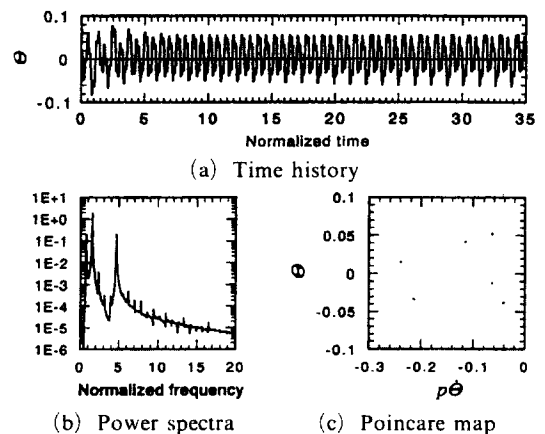 0.1
Θ
0
-0.1
0 5 10 15 20 25 30 35
Normalized time
(a) Time history
1E+1
1E+0
1E-1
1E-2
1E-3
1E-4
1E-5
1E-6
0 5 10 15 20
Normalized frequency
(b) Power spectra
0.1
0.05
Θ
0
-0.05
-0.1
-0.3 -0.2 -0.1 0
pΘ̇
(c) Poincare map